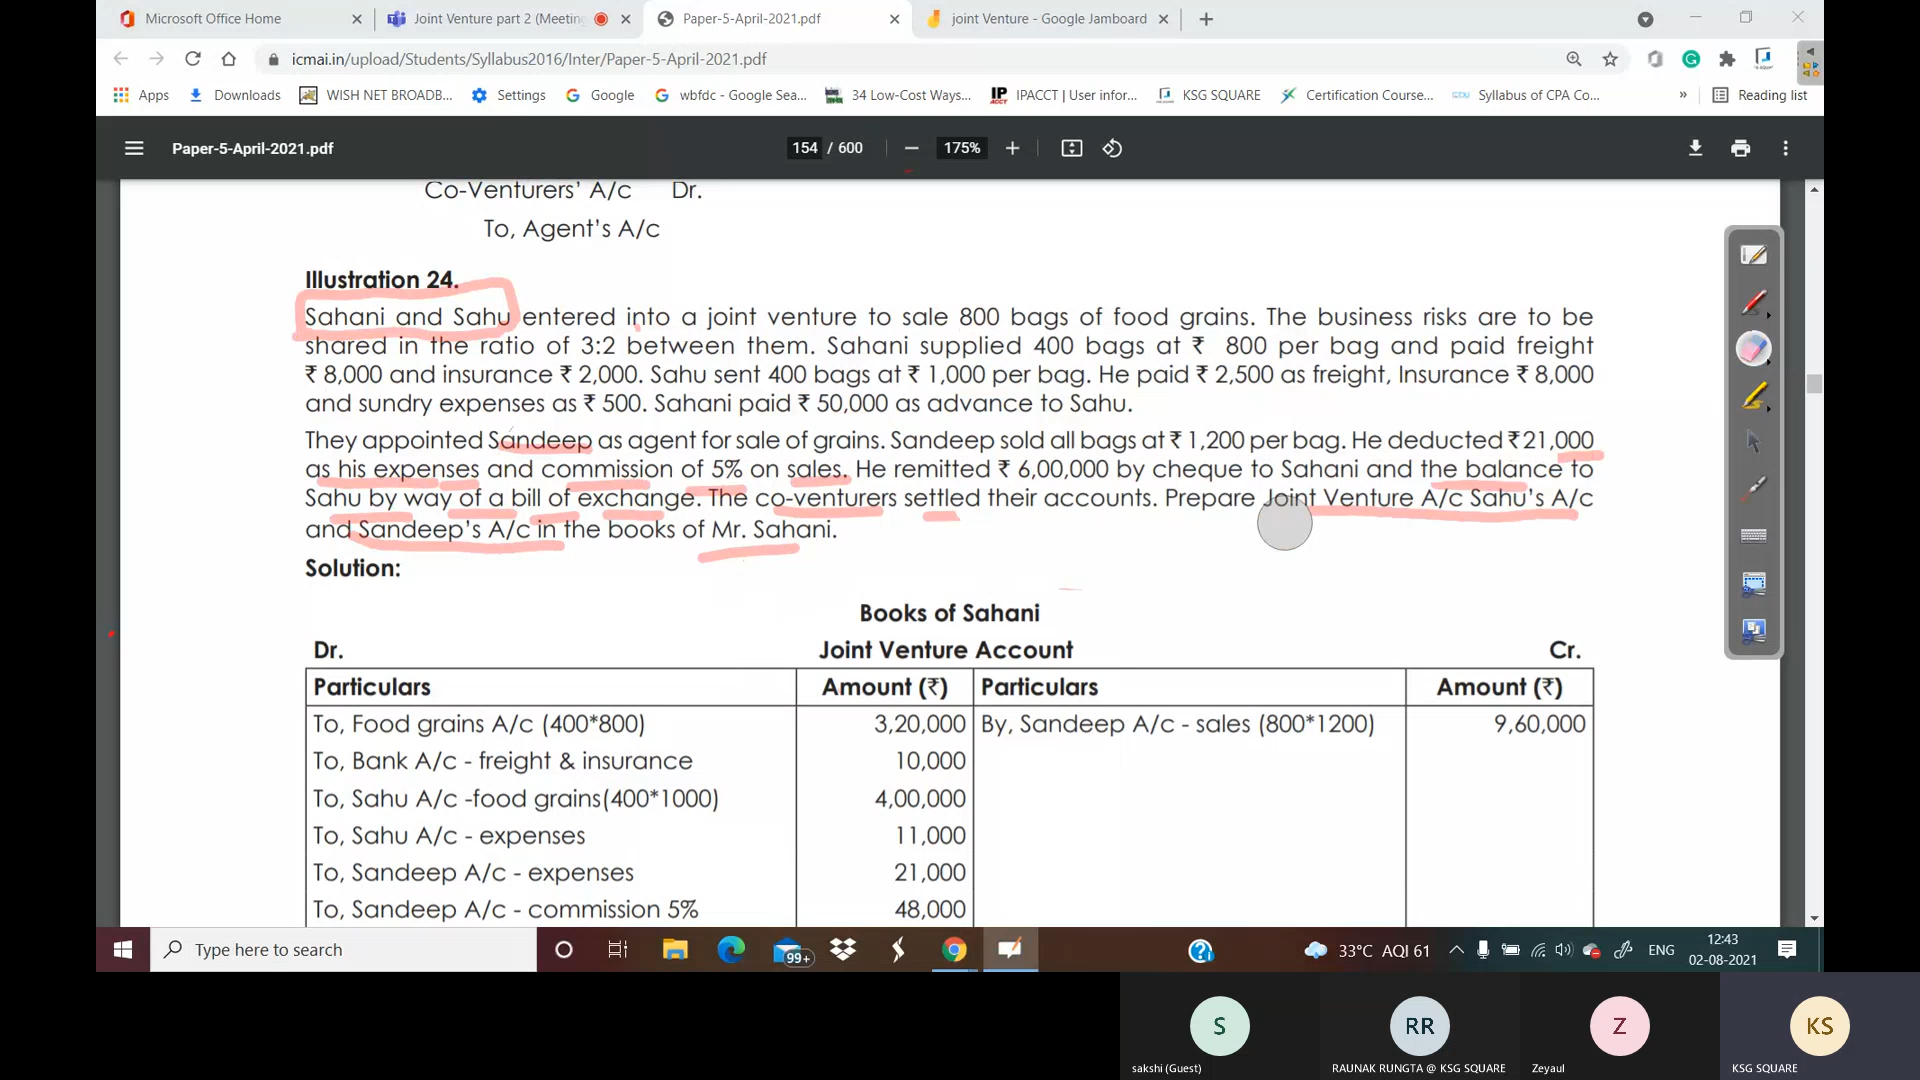 Microsoft Office Home
Joint Venture part 2 (Meetin
Paper-5-April-2021.pdf
joint Venture - Google Jamboard
icmai.in/upload/Students/Syllabus2016/Inter/Paper-5-April-2021.pdf
Apps Downloads WISH NET BROADB... Settings Google wbfdc - Google Sea... 34 Low-Cost Ways... IPACCT | User infor... KSG SQUARE Certification Course... Syllabus of CPA Co... » Reading list
Paper-5-April-2021.pdf 154 / 600 175%
Co-Venturers’ A/c Dr.
To, Agent’s A/c
Illustration 24.
Sahani and Sahu entered into a joint venture to sale 800 bags of food grains. The business risks are to be
shared in the ratio of 3:2 between them. Sahani supplied 400 bags at ₹ 800 per bag and paid freight
₹ 8,000 and insurance ₹ 2,000. Sahu sent 400 bags at ₹ 1,000 per bag. He paid ₹ 2,500 as freight, Insurance ₹ 8,000
and sundry expenses as ₹ 500. Sahani paid ₹ 50,000 as advance to Sahu.
They appointed Sandeep as agent for sale of grains. Sandeep sold all bags at ₹ 1,200 per bag. He deducted ₹21,000
as his expenses and commission of 5% on sales. He remitted ₹ 6,00,000 by cheque to Sahani and the balance to
Sahu by way of a bill of exchange. The co-venturers settled their accounts. Prepare Joint Venture A/c Sahu’s A/c
and Sandeep’s A/c in the books of Mr. Sahani.
Solution:
Books of Sahani
Dr. Joint Venture Account Cr.
Particulars Amount (₹) Particulars Amount (₹)
To, Food grains A/c (400*800) 3,20,000 By, Sandeep A/c - sales (800*1200) 9,60,000
To, Bank A/c - freight & insurance 10,000
To, Sahu A/c -food grains(400*1000) 4,00,000
To, Sahu A/c - expenses 11,000
To, Sandeep A/c - expenses 21,000
To, Sandeep A/c - commission 5% 48,000
Type here to search
99+
33°C AQI 61
ENG
12:43
02-08-2021
S RR Z KS
sakshi (Guest) RAUNAK RUNGTA @ KSG SQUARE Zeyaul KSG SQUARE